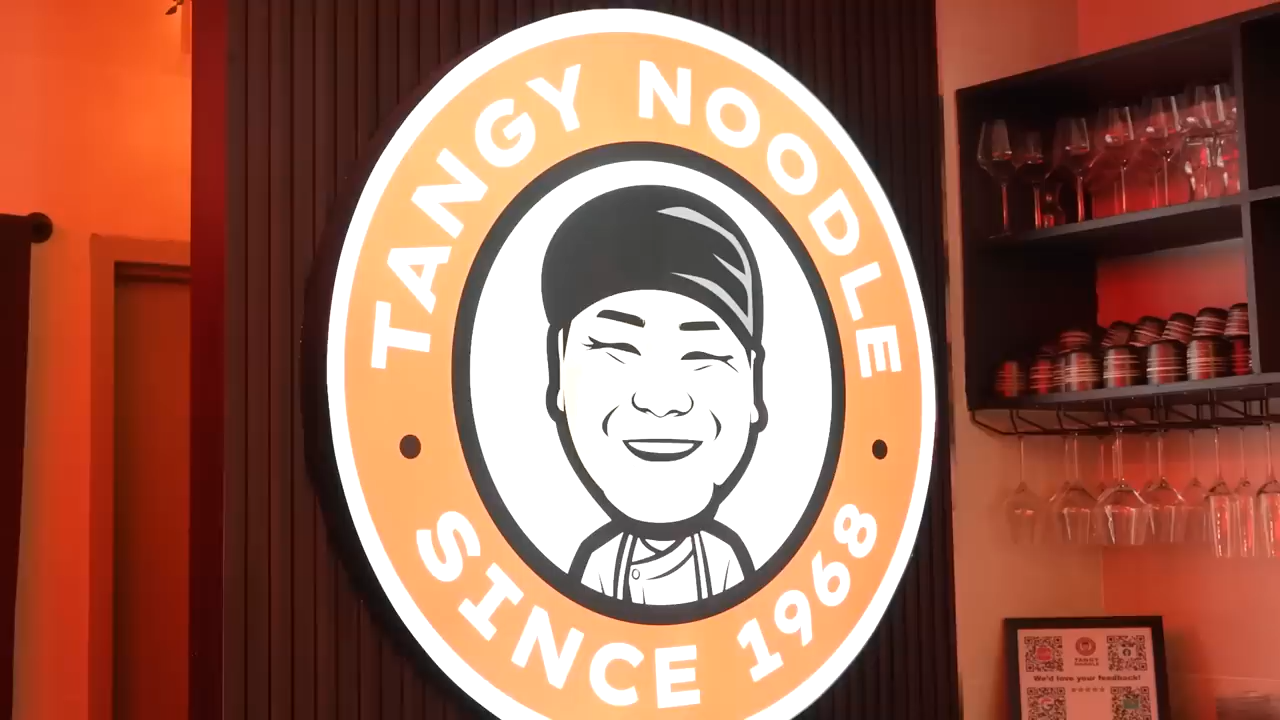 TANGY NOODLE
SINCE 1968
TANGY
NOODLE
We'd love your feedback!